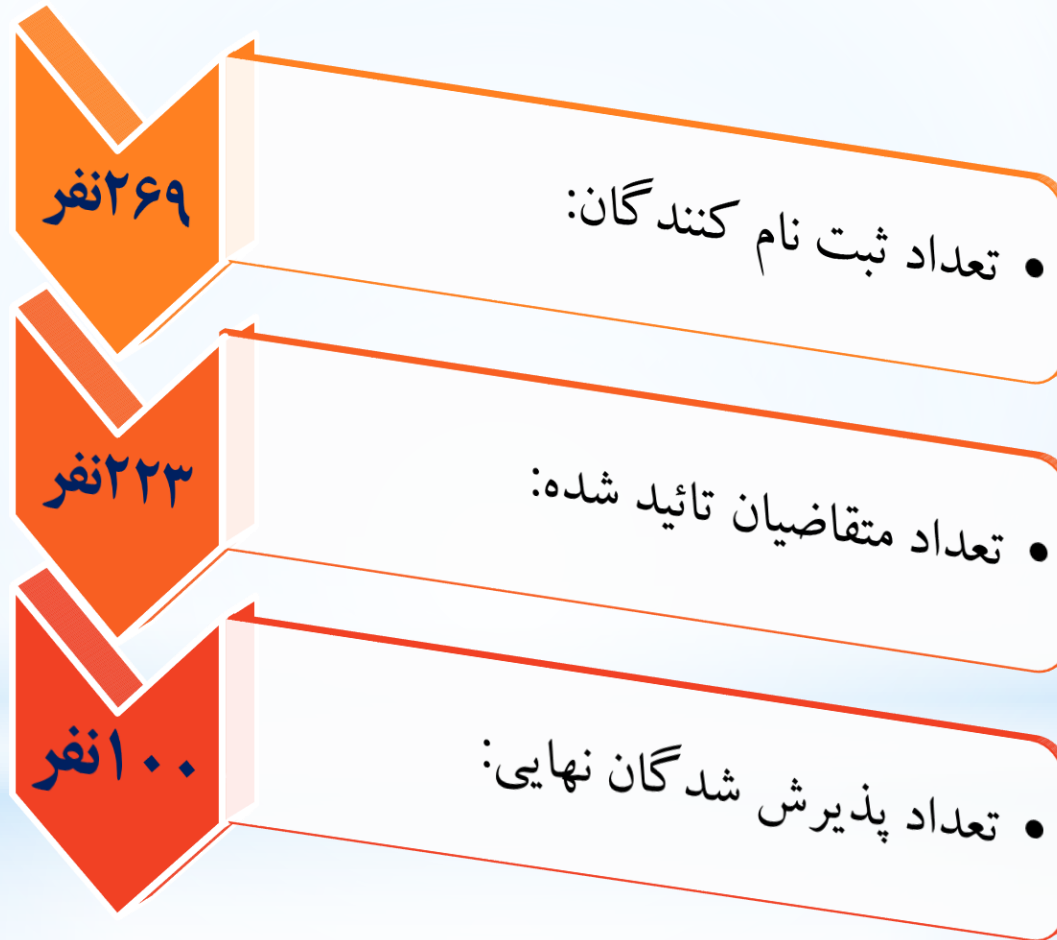 تعداد ثبت نام کنندگان:
۲۶۹نفر
تعداد متقاضیان تائید شده:
۲۲۳نفر
تعداد پذیرش شدگان نهایی:
۱۰۰نفر